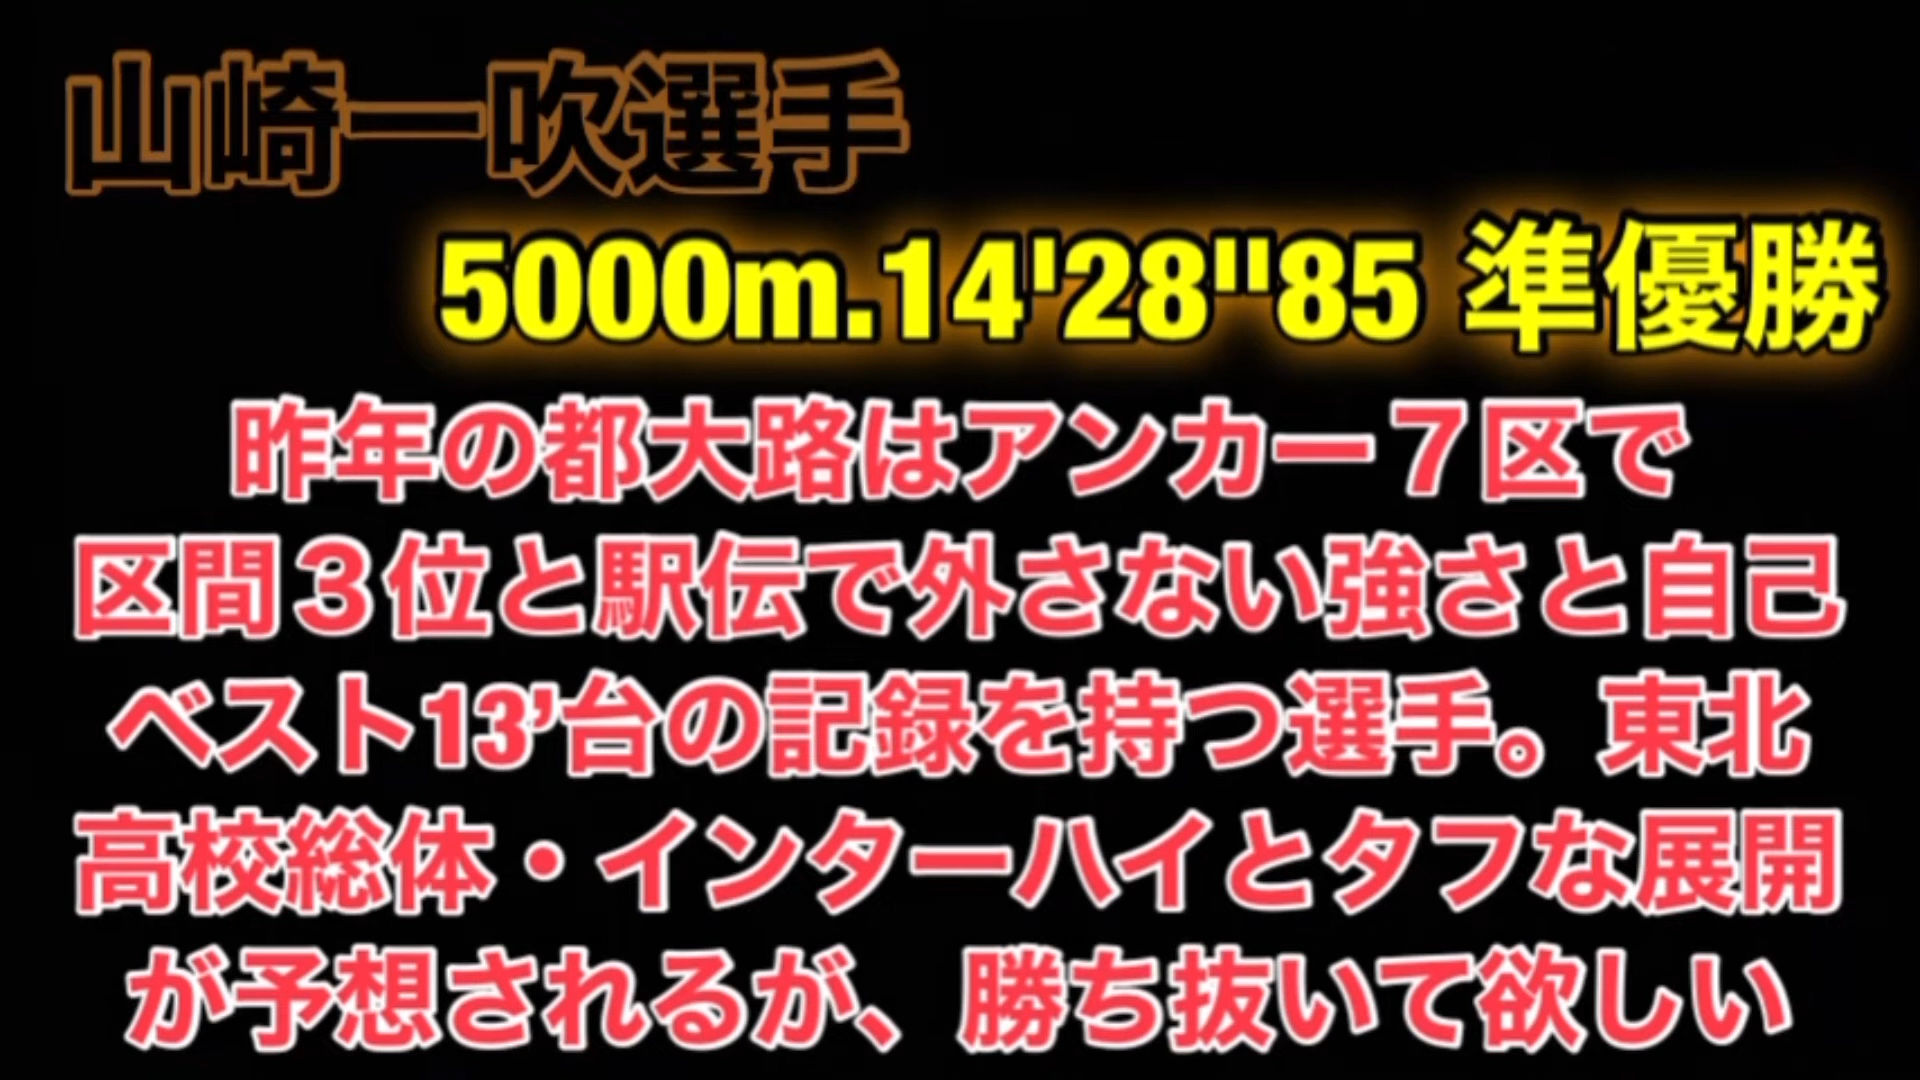 山崎一吹選手
5000m.14'28"85 準優勝
昨年の都大路はアンカー７区で
区間３位と駅伝で外さない強さと自己
ベスト13’台の記録を持つ選手。東北
高校総体・インターハイとタフな展開
が予想されるが、勝ち抜いて欲しい